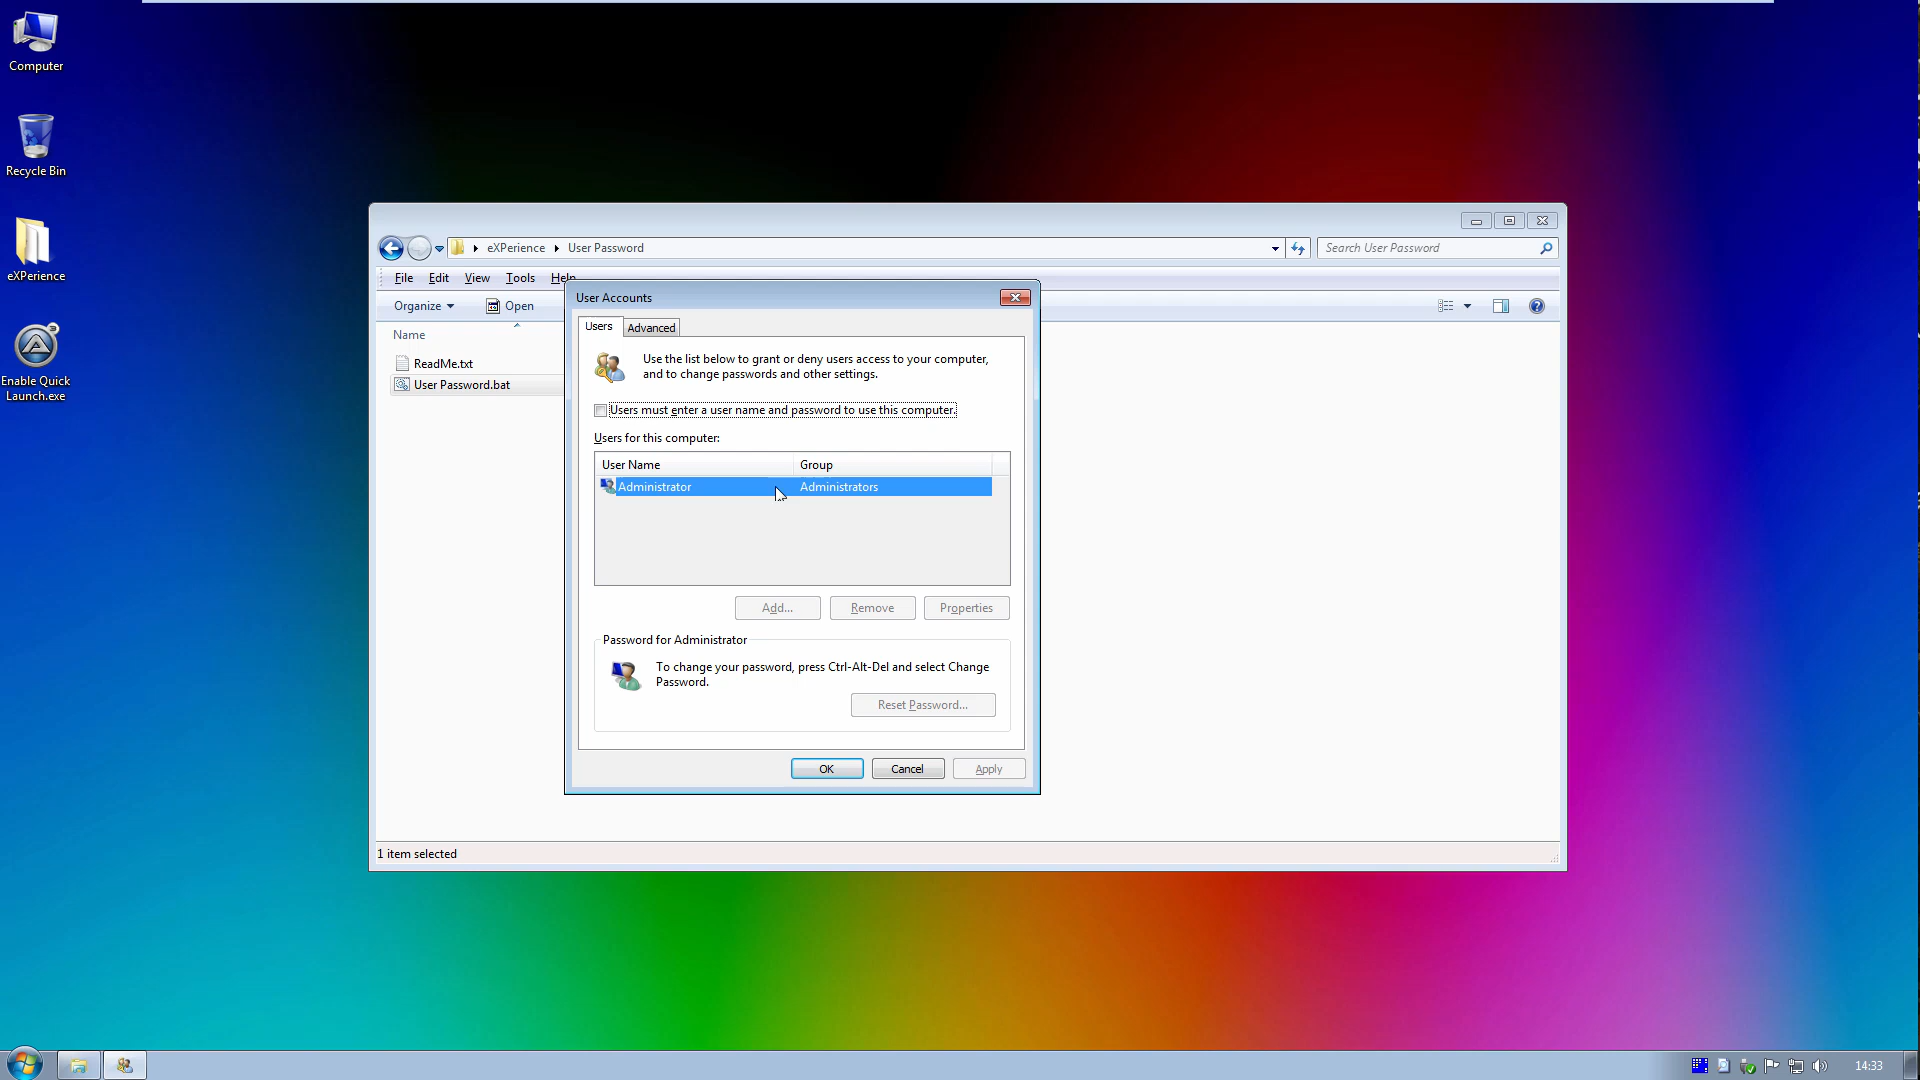 Computer
Recycle Bin
eXPerience
Enable Quick
Launch.exe
eXPerience
User Password
Search User Password
File Edit View Tools Help
Organize
Open
Name
ReadMe.txt
User Password.bat
1 item selected
User Accounts
Users
Advanced
Use the list below to grant or deny users access to your computer,
and to change passwords and other settings.
Users must enter a user name and password to use this computer.
Users for this computer:
User Name Group
Administrator Administrators
Add... Remove Properties
Password for Administrator
To change your password, press Ctrl-Alt-Del and select Change
Password.
Reset Password...
OK Cancel Apply
14:33